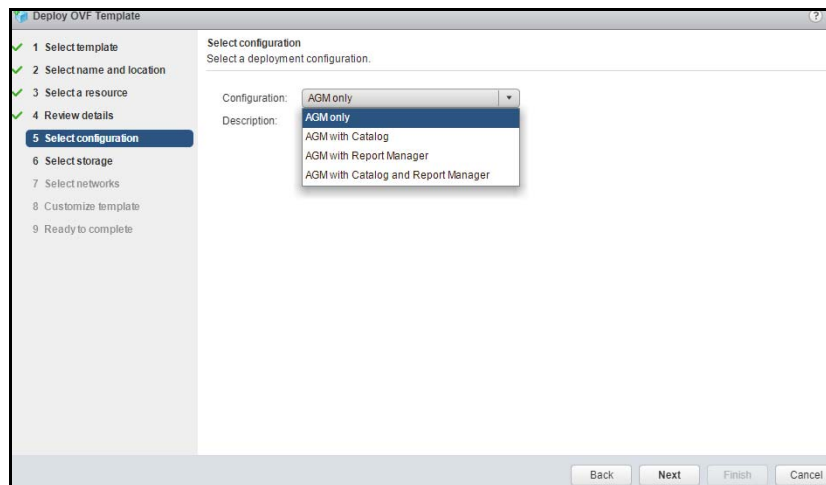 Deploy OVF Template
?
1 Select template
2 Select name and location
3 Select a resource
4 Review details
5 Select configuration
6 Select storage
7 Select networks
8 Customize template
9 Ready to complete
Select configuration
Select a deployment configuration.
Configuration: AGM only
Description:
AGM only
AGM with Catalog
AGM with Report Manager
AGM with Catalog and Report Manager
Back Next Finish Cancel